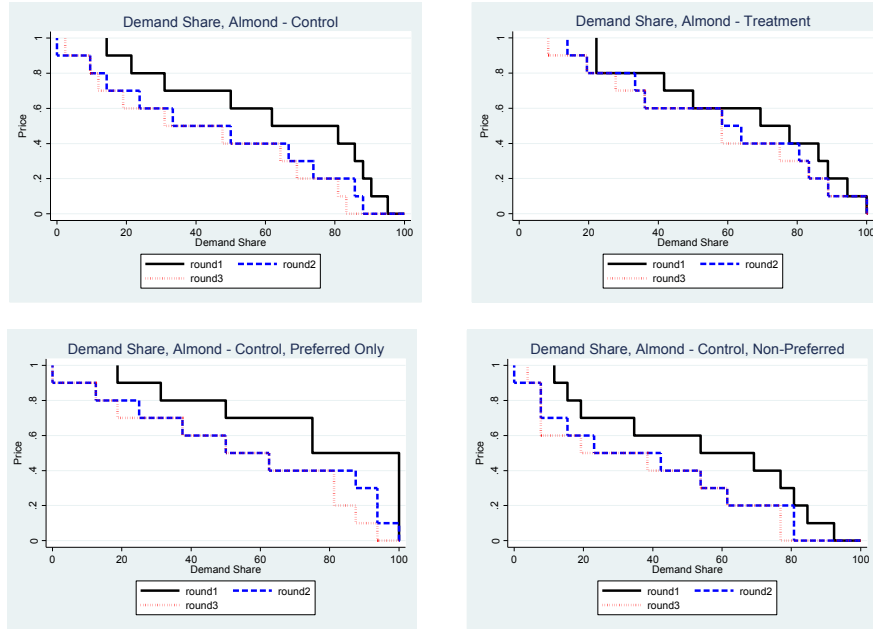 Demand Share, Almond - Control
Price
0 .2 .4 .6 .8 1
0 20 40 60 80 100
Demand Share
round1 round2
round3
Demand Share, Almond - Treatment
Price
0 .2 .4 .6 .8 1
0 20 40 60 80 100
Demand Share
round1 round2
round3
Demand Share, Almond - Control, Preferred Only
Price
0 .2 .4 .6 .8 1
0 20 40 60 80 100
Demand Share
round1 round2
round3
Demand Share, Almond - Control, Non-Preferred
Price
0 .2 .4 .6 .8 1
0 20 40 60 80 100
Demand Share
round1 round2
round3